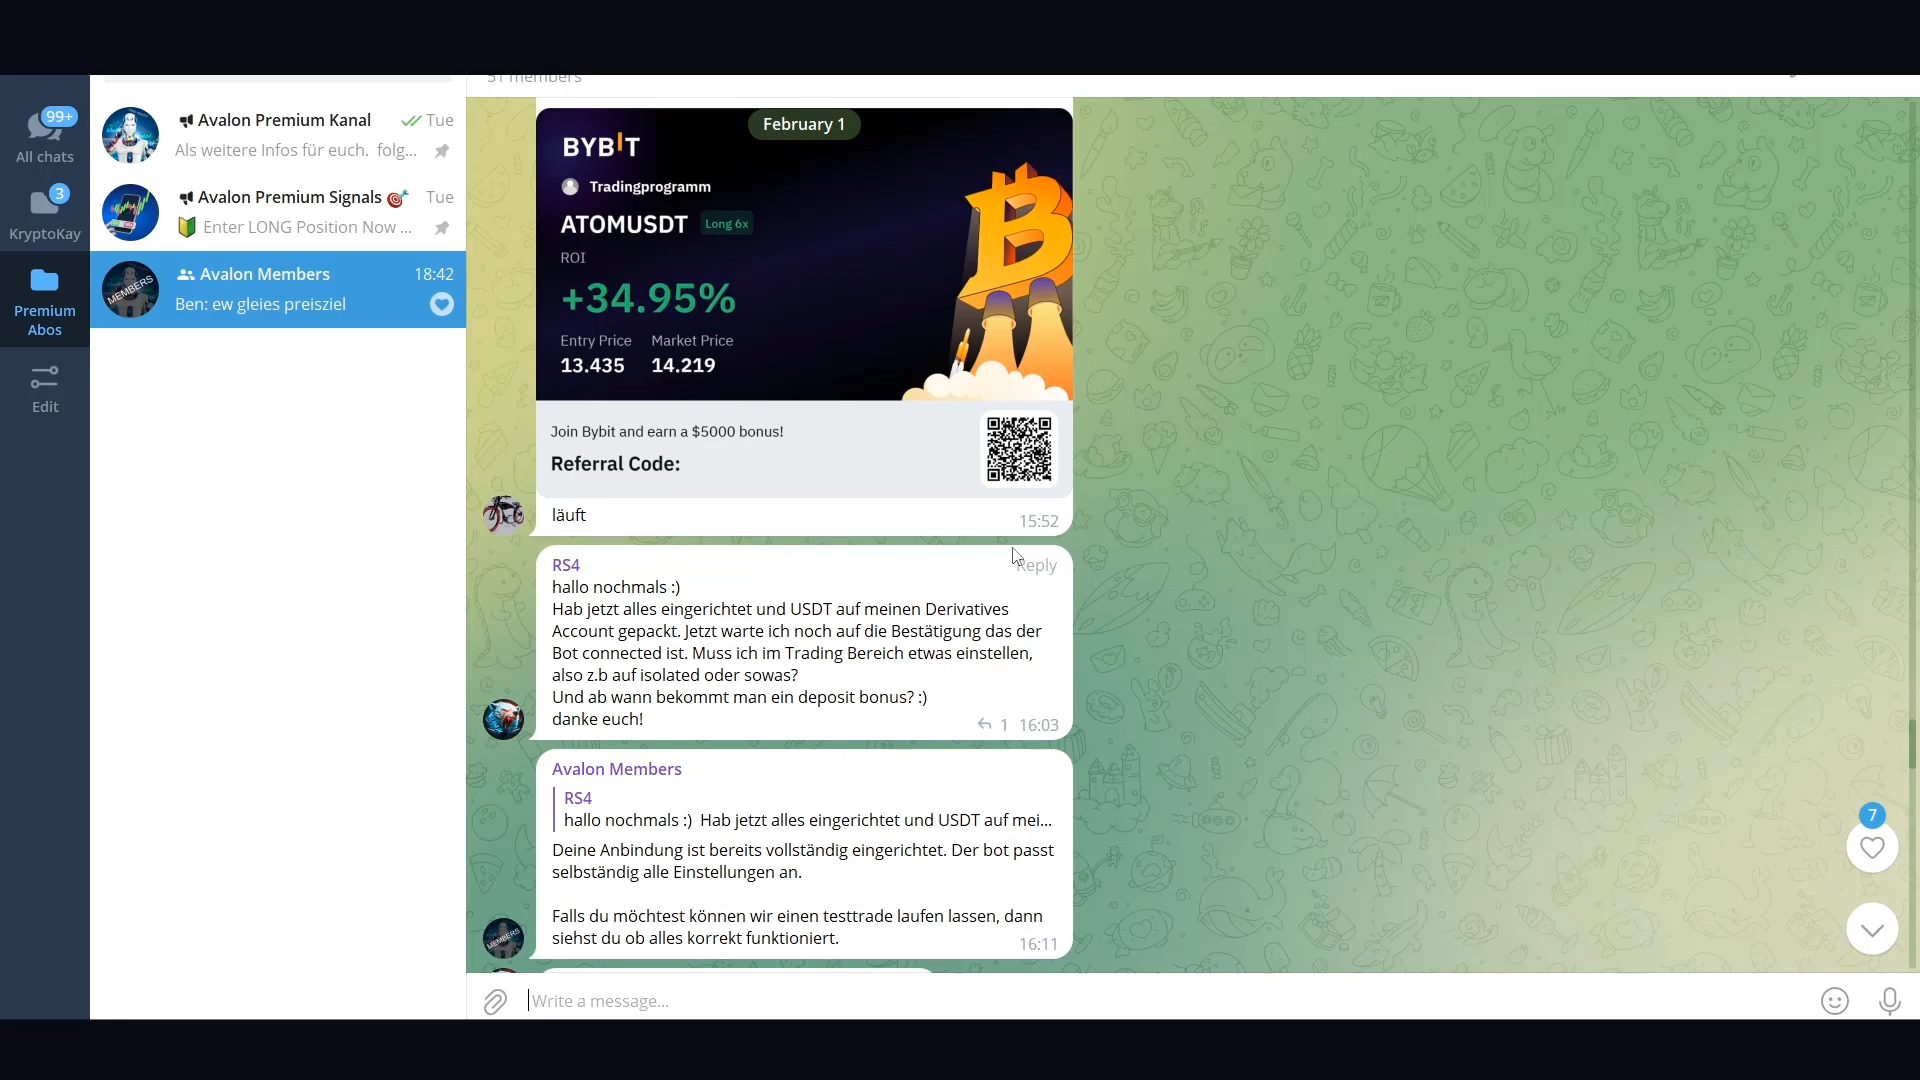 51 members
99+
All chats
3
KryptoKay
Premium
Abos
Edit
Avalon Premium Kanal
Tue
Als weitere Infos für euch. folg...
Avalon Premium Signals
Tue
Enter LONG Position Now ...
MEMBERS
Avalon Members
18:42
Ben: ew gleies preisziel
February 1
BYBIT
Tradingprogramm
ATOMUSDT
Long 6x
ROI
+34.95%
Entry Price Market Price
13.435 14.219
Join Bybit and earn a $5000 bonus!
Referral Code:
läuft
15:52
RS4
Reply
hallo nochmals :)
Hab jetzt alles eingerichtet und USDT auf meinen Derivatives
Account gepackt. Jetzt warte ich noch auf die Bestätigung das der
Bot connected ist. Muss ich im Trading Bereich etwas einstellen,
also z.b auf isolated oder sowas?
Und ab wann bekommt man ein deposit bonus? :)
danke euch!
1 16:03
Avalon Members
RS4
hallo nochmals :) Hab jetzt alles eingerichtet und USDT auf mei...
Deine Anbindung ist bereits vollständig eingerichtet. Der bot passt
selbständig alle Einstellungen an.
Falls du möchtest können wir einen testtrade laufen lassen, dann
siehst du ob alles korrekt funktioniert.
16:11
MEMBERS
7
Write a message...